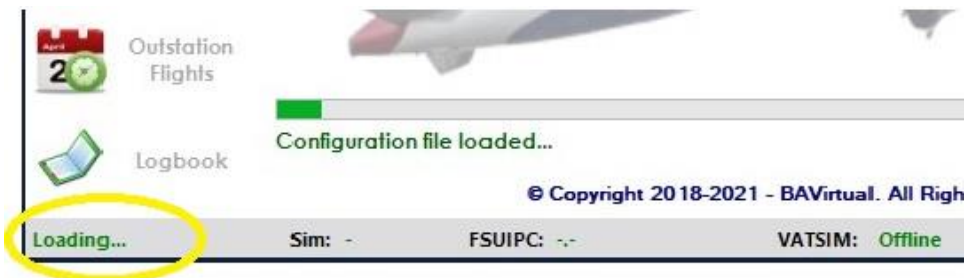 April
2
Outstation
Flights
Configuration file loaded...
Logbook
© Copyright 2018-2021 - BAVirtual. All Righ
Loading... Sim: - FSUIPC: -.- VATSIM: Offline